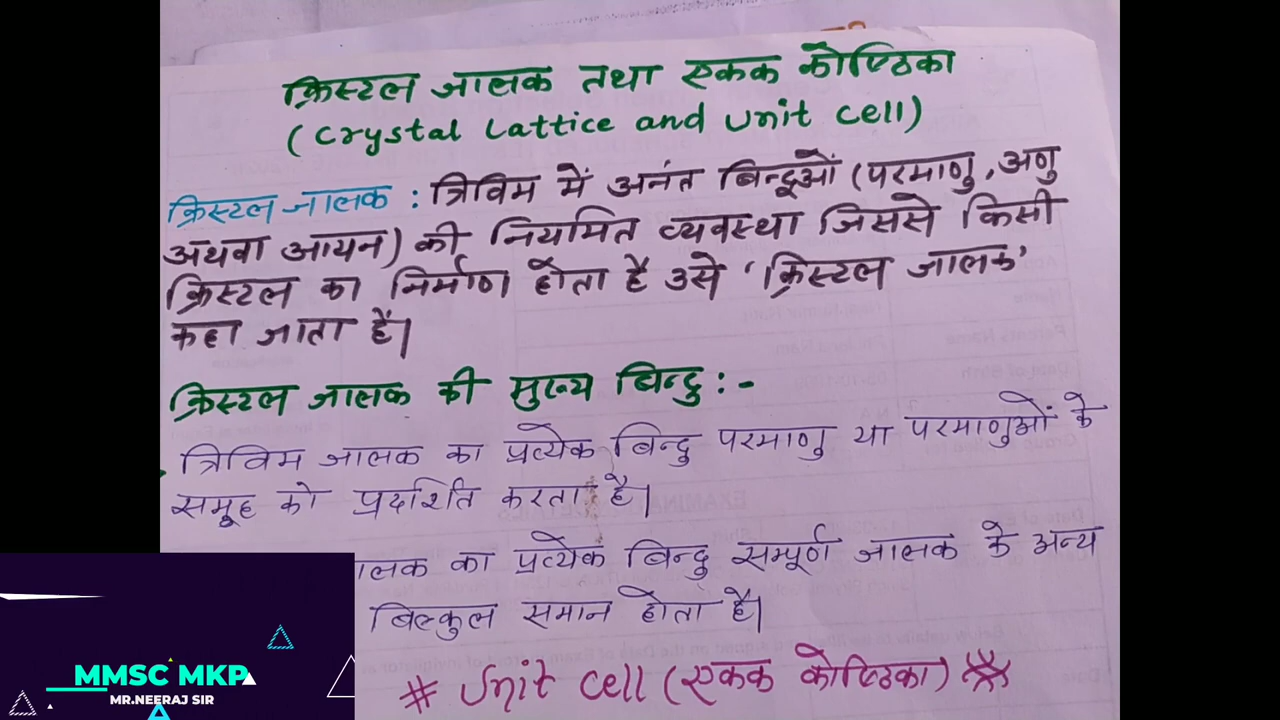 क्रिस्टल जालक तथा एकक कोष्ठिका
(Crystal Lattice and Unit Cell)
क्रिस्टल जालक : त्रिविम में अनंत बिन्दूओं (परमाणु, अणु
अथवा आयन) की नियमित व्यवस्था जिससे किसी
क्रिस्टल का निर्माण होता है उसे 'क्रिस्टल जालक'
कहा जाता है।
क्रिस्टल जालक की मुख्य बिन्दु :-
त्रिविम जालक का प्रत्येक बिन्दु परमाणु या परमाणुओं के
समूह को प्रदर्शित करता है।
लक का प्रत्येक बिन्दु सम्पूर्ण जालक के अन्य
बिल्कुल समान होता है।
# Unit Cell (एकक कोष्ठिका)
MMSC MKP
MR.NEERAJ SIR